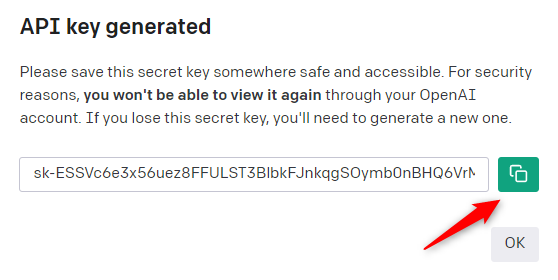 API key generated
Please save this secret key somewhere safe and accessible. For security
reasons, you won't be able to view it again through your OpenAI
account. If you lose this secret key, you'll need to generate a new one.
sk-ESSVc6e3x56uez8FFULST3BlbkFJnkqgSOymb0nBHQ6Vr
OK